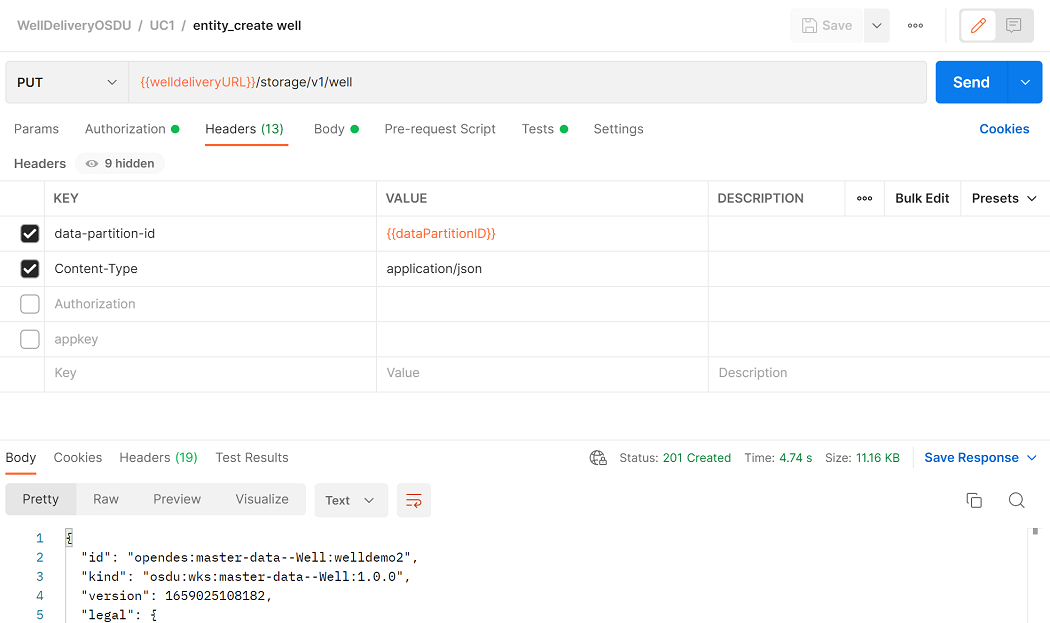 WellDeliveryOSDU / UC1 / entity_create well Save ooo
PUT {{welldeliveryURL}}/storage/v1/well Send
Params Authorization Headers (13) Body Pre-request Script Tests Settings Cookies
Headers 9 hidden
KEY VALUE DESCRIPTION ooo Bulk Edit Presets
data-partition-id {{dataPartitionID}}
Content-Type application/json
Authorization
appkey
Key Value Description
Body Cookies Headers (19) Test Results Status: 201 Created Time: 4.74 s Size: 11.16 KB Save Response
Pretty Raw Preview Visualize Text
1 {
2 "id": "opendes:master-data--Well:welldemo2",
3 "kind": "osdu:wks:master-data--Well:1.0.0",
4 "version": 1659025108182,
5 "legal": {